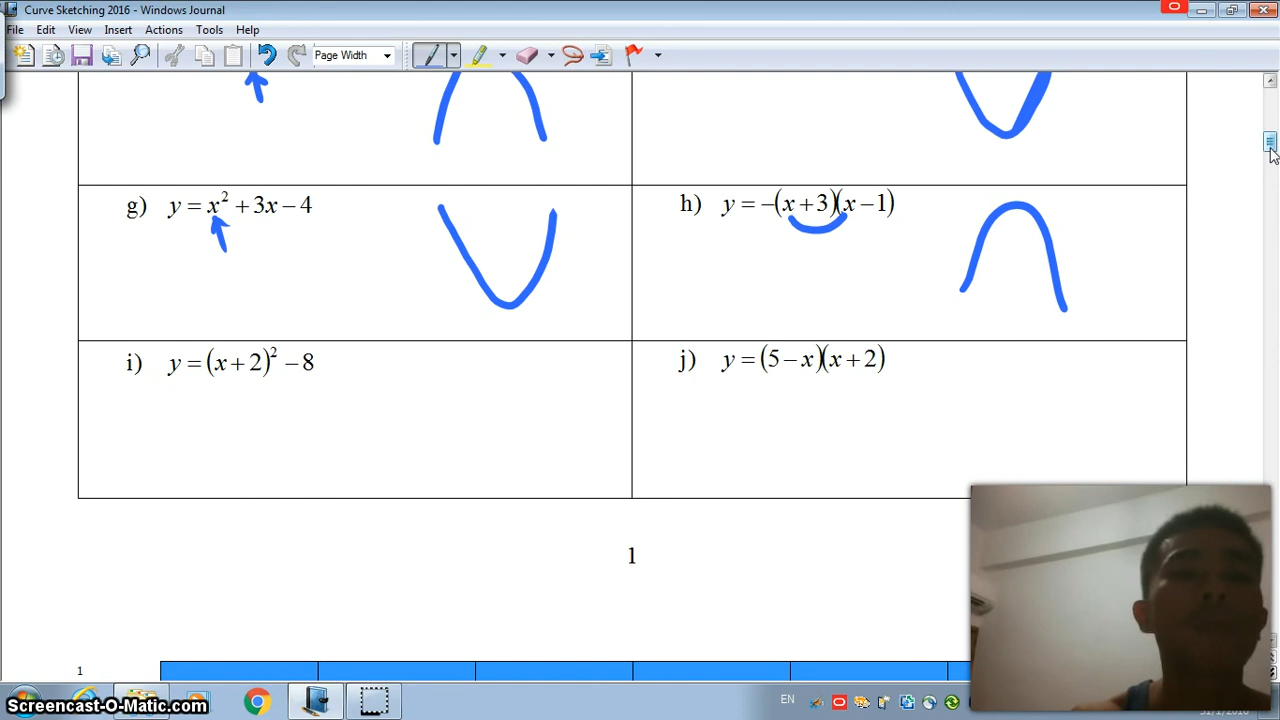 Curve Sketching 2016 - Windows Journal
File Edit View Insert Actions Tools Help
Page Width
g) y = x² + 3x − 4
h) y = −(x + 3)(x − 1)
i) y = (x + 2)² − 8
j) y = (5 − x)(x + 2)
1
1
EN
Screencast-O-Matic.com